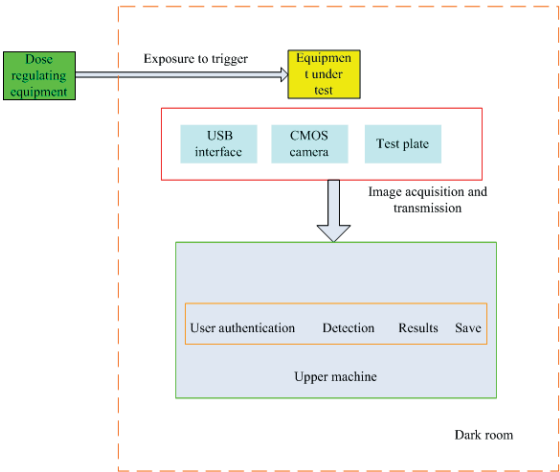 Dose
regulating
equipment
Exposure to trigger
Equipmen
t under
test
USB
interface
CMOS
camera
Test plate
Image acquisition and
transmission
User authentication Detection Results Save
Upper machine
Dark room